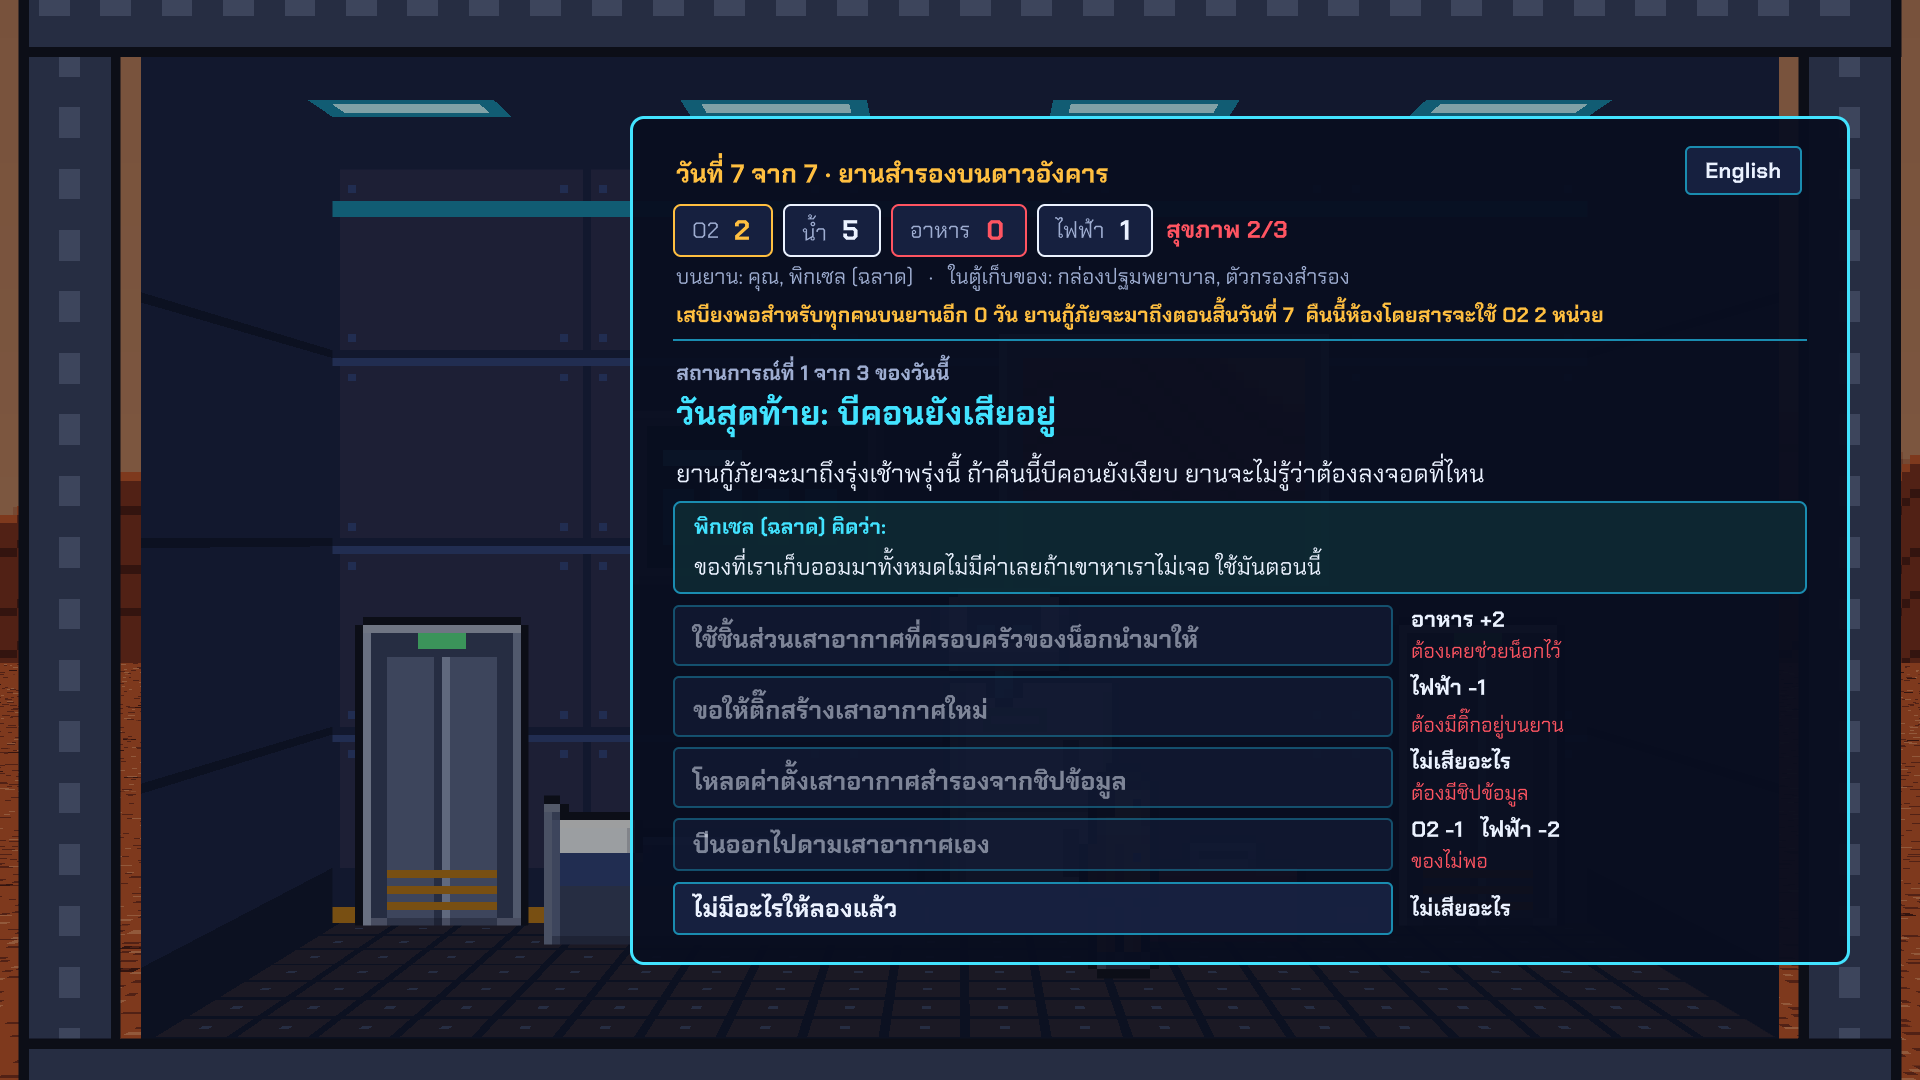 วันที่ 7 จาก 7 · ยานสำรองบนดาวอังคาร
English
O2 2 น้ำ 5 อาหาร 0 ไฟฟ้า 1 สุขภาพ 2/3
บนยาน: คุณ, พิกเซล (ฉลาด) · ในตู้เก็บของ: กล่องปฐมพยาบาล, ตัวกรองสำรอง
เสบียงพอสำหรับทุกคนบนยานอีก 0 วัน ยานกู้ภัยจะมาถึงตอนสิ้นวันที่ 7 คืนนี้ห้องโดยสารจะใช้ O2 2 หน่วย
สถานการณ์ที่ 1 จาก 3 ของวันนี้
วันสุดท้าย: บีคอนยังเสียอยู่
ยานกู้ภัยจะมาถึงรุ่งเช้าพรุ่งนี้ ถ้าคืนนี้บีคอนยังเงียบ ยานจะไม่รู้ว่าต้องลงจอดที่ไหน
พิกเซล (ฉลาด) คิดว่า:
ของที่เราเก็บออมมาทั้งหมดไม่มีค่าเลยถ้าเขาหาเราไม่เจอ ใช้มันตอนนี้
ใช้ชิ้นส่วนเสาอากาศที่ครอบครัวของน็อกนำมาให้
อาหาร +2
ต้องเคยช่วยน็อกไว้
ขอให้ติ๊กสร้างเสาอากาศใหม่
ไฟฟ้า -1
ต้องมีติ๊กอยู่บนยาน
โหลดค่าตั้งเสาอากาศสำรองจากชิปข้อมูล
ไม่เสียอะไร
ต้องมีชิปข้อมูล
ปีนออกไปดามเสาอากาศเอง
O2 -1 ไฟฟ้า -2
ของไม่พอ
ไม่มีอะไรให้ลองแล้ว
ไม่เสียอะไร